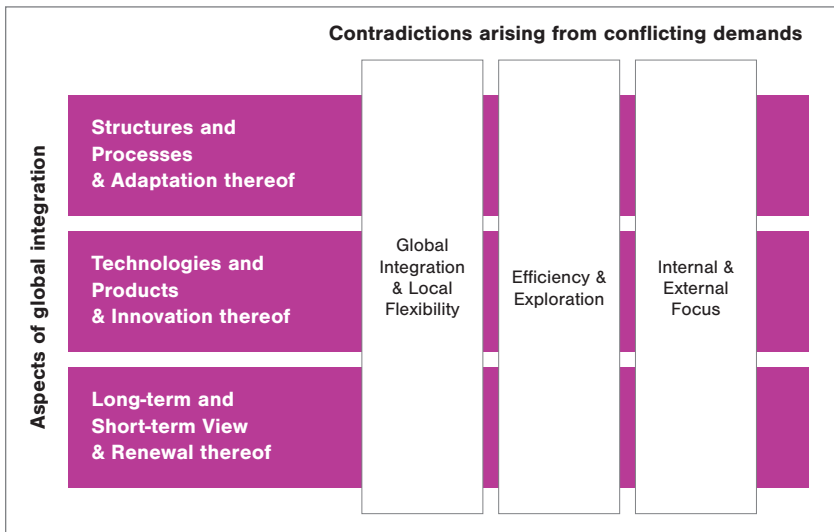 Contradictions arising from conflicting demands
Aspects of global integration
Structures and
Processes
& Adaptation thereof
Technologies and
Products
& Innovation thereof
Long-term and
Short-term View
& Renewal thereof
Global
Integration
& Local
Flexibility
Efficiency &
Exploration
Internal &
External
Focus